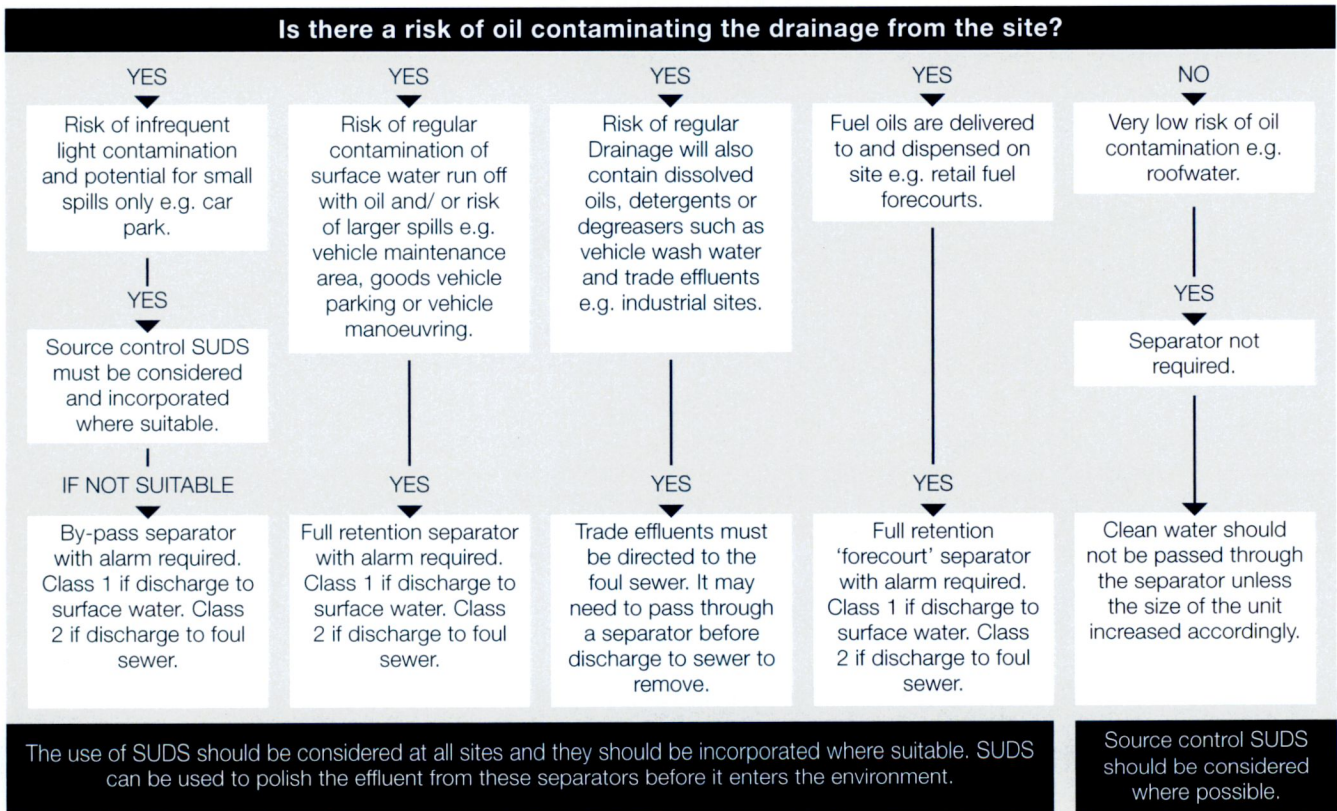 Is there a risk of oil contaminating the drainage from the site?
YES
Risk of infrequent
light contamination
and potential for small
spills only e.g. car
park.
YES
Source control SUDS
must be considered
and incorporated
where suitable.
IF NOT SUITABLE
By-pass separator
with alarm required.
Class 1 if discharge to
surface water. Class
2 if discharge to foul
sewer.
YES
Risk of regular
contamination of
surface water run off
with oil and/ or risk
of larger spills e.g.
vehicle maintenance
area, goods vehicle
parking or vehicle
manoeuvring.
YES
Full retention separator
with alarm required.
Class 1 if discharge to
surface water. Class
2 if discharge to foul
sewer.
YES
Risk of regular
Drainage will also
contain dissolved
oils, detergents or
degreasers such as
vehicle wash water
and trade effluents
e.g. industrial sites.
YES
Trade effluents must
be directed to the
foul sewer. It may
need to pass through
a separator before
discharge to sewer to
remove.
YES
Fuel oils are delivered
to and dispensed on
site e.g. retail fuel
forecourts.
YES
Full retention
‘forecourt’ separator
with alarm required.
Class 1 if discharge to
surface water. Class
2 if discharge to foul
sewer.
NO
Very low risk of oil
contamination e.g.
roofwater.
YES
Separator not
required.
Clean water should
not be passed through
the separator unless
the size of the unit
increased accordingly.
The use of SUDS should be considered at all sites and they should be incorporated where suitable. SUDS
can be used to polish the effluent from these separators before it enters the environment.
Source control SUDS
should be considered
where possible.